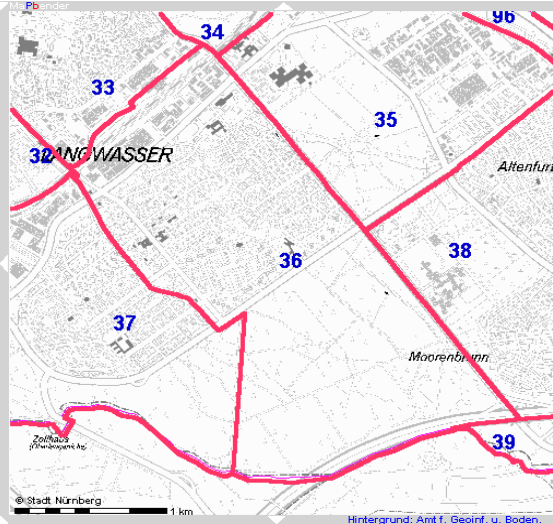 MapPbender
96
34
33
35
32
LANGWASSER
Altenfurt
36
38
37
Moorenbrunn
Zollhaus
39
© Stadt Nürnberg
1 km
Hintergrund: Amt f. Geoinf. u. Boden.